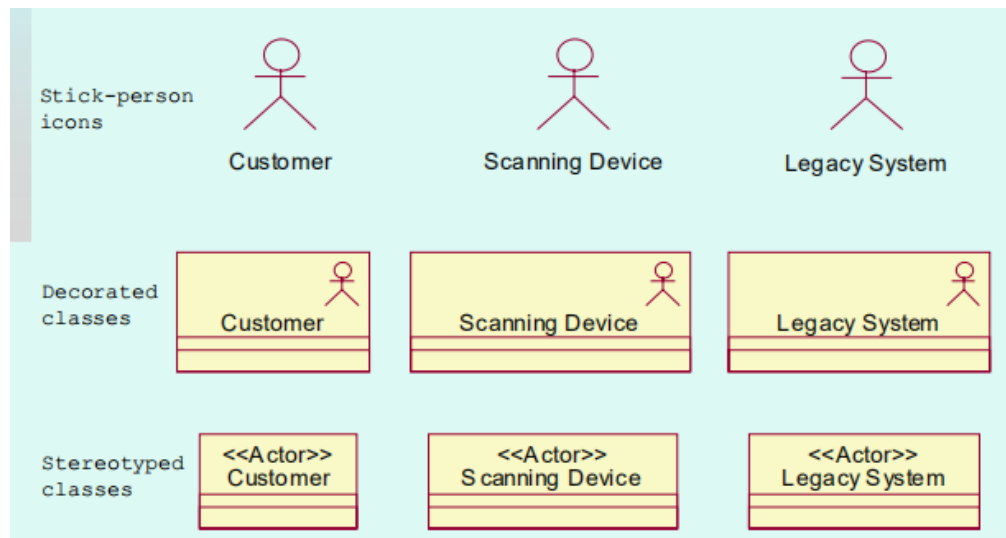 Stick-person
icons
Customer
Scanning Device
Legacy System
Decorated
classes
Customer
Scanning Device
Legacy System
Stereotyped
classes
<<Actor>>
Customer
<<Actor>>
Scanning Device
<<Actor>>
Legacy System